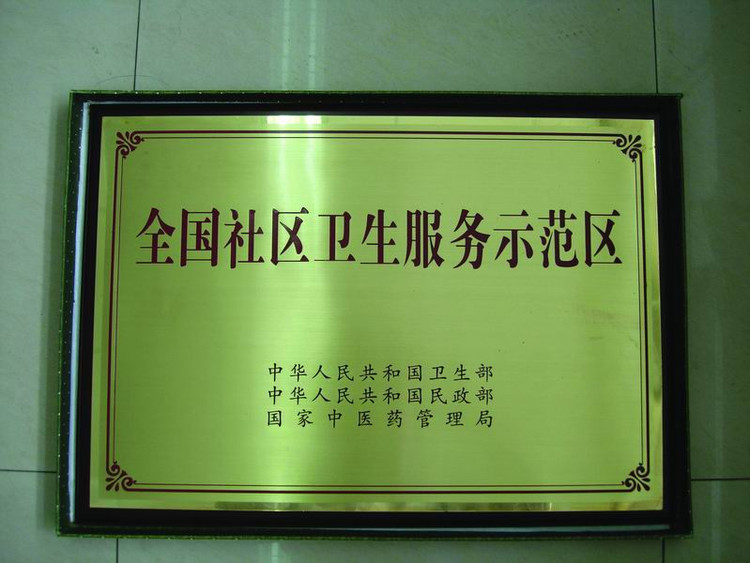 全国社区卫生服务示范区
中华人民共和国卫生部
中华人民共和国民政部
国家中医药管理局